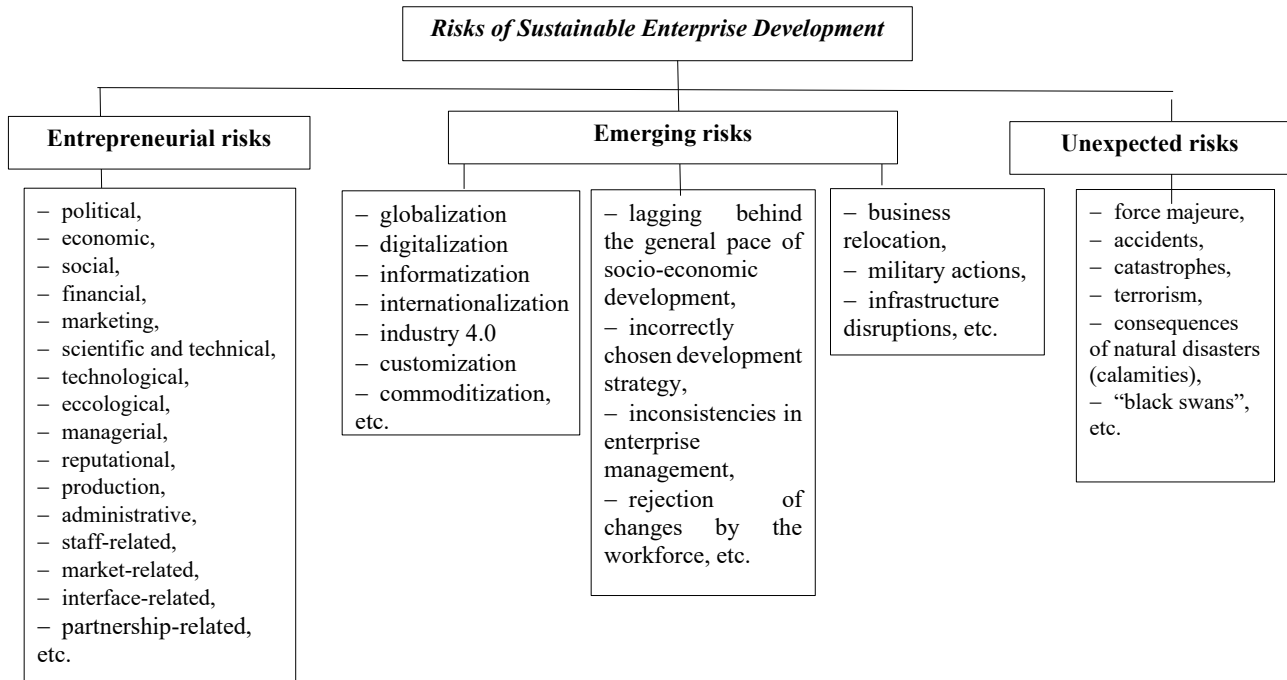 Risks of Sustainable Enterprise Development
Entrepreneurial risks
– political,
– economic,
– social,
– financial,
– marketing,
– scientific and technical,
– technological,
– eccological,
– managerial,
– reputational,
– production,
– administrative,
– staff-related,
– market-related,
– interface-related,
– partnership-related,
etc.
Emerging risks
– globalization
– digitalization
– informatization
– internationalization
– industry 4.0
– customization
– commoditization,
etc.
– lagging behind
the general pace of
socio-economic
development,
– incorrectly
chosen development
strategy,
– inconsistencies in
enterprise
management,
– rejection of
changes by the
workforce, etc.
– business
relocation,
– military actions,
– infrastructure
disruptions, etc.
Unexpected risks
– force majeure,
– accidents,
– catastrophes,
– terrorism,
– consequences
of natural disasters
(calamities),
– “black swans”,
etc.